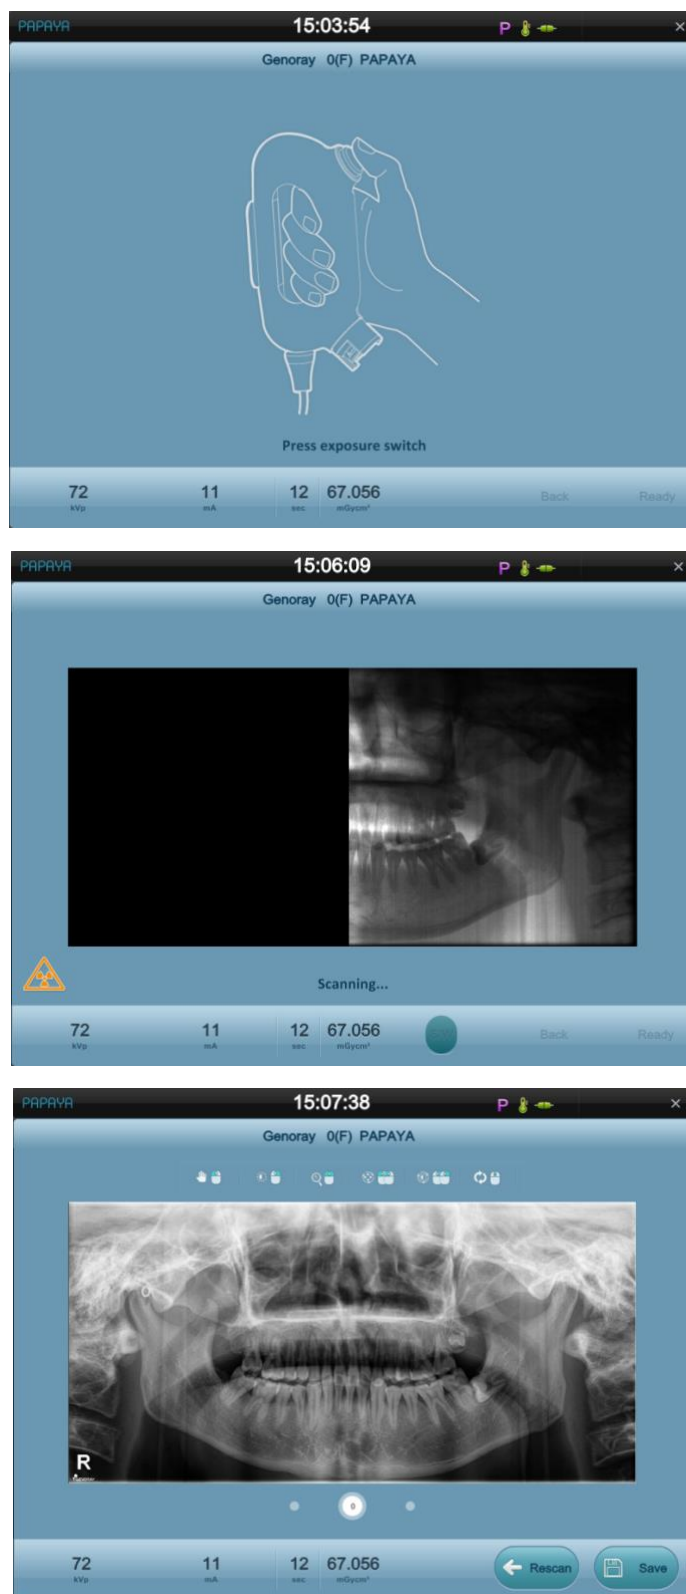 PAPAYA 15:03:54 P ×
Genoray 0(F) PAPAYA
Press exposure switch
72 11 12 67.056 Back Ready
kVp mA sec mGycm²
PAPAYA 15:06:09 P ×
Genoray 0(F) PAPAYA
Scanning...
72 11 12 67.056 Back Ready
kVp mA sec mGycm²
PAPAYA 15:07:38 P ×
Genoray 0(F) PAPAYA
R
0
72 11 12 67.056 Rescan Save
kVp mA sec mGycm²